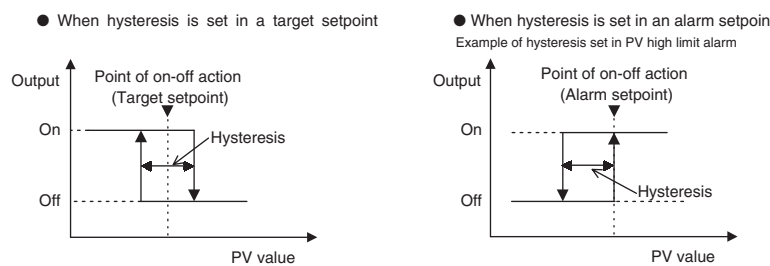 ● When hysteresis is set in a target setpoint
Output
Point of on-off action
(Target setpoint)
On
Hysteresis
Off
PV value
● When hysteresis is set in an alarm setpoin
Example of hysteresis set in PV high limit alarm
Output
Point of on-off action
(Alarm setpoint)
On
Off
Hysteresis
PV value